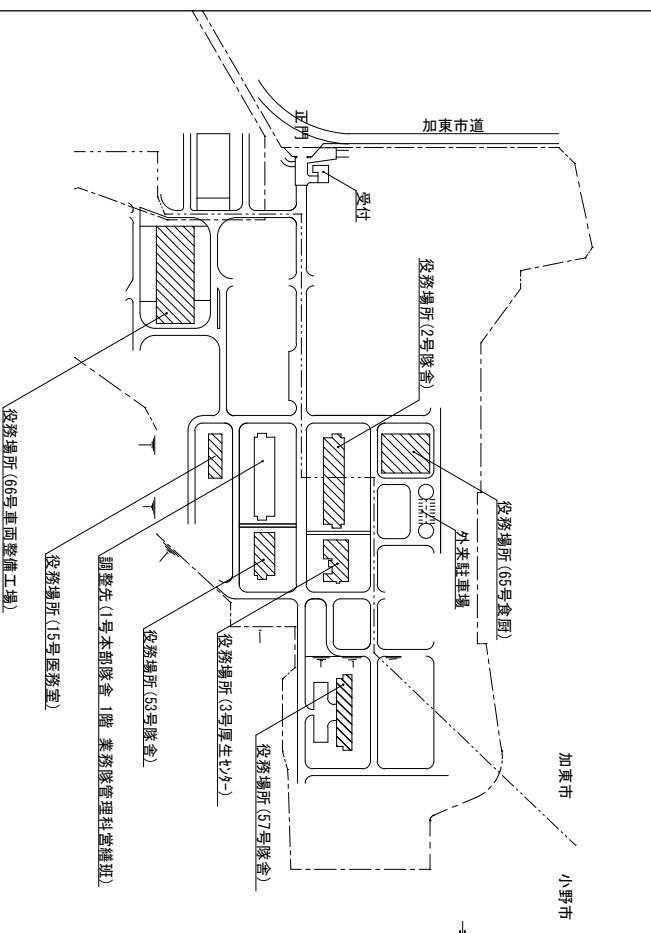 加東市道
正門
受付
役務場所(2号隊舎)
役務場所(65号食厨)
外来駐車場
役務場所(66号車両整備工場)
役務場所(15号医務室)
調整先(1号本部隊舎 1階 業務隊管理科営繕班)
役務場所(53号隊舎)
役務場所(3号厚生ｾﾝﾀｰ)
役務場所(57号隊舎)
加東市
小野市